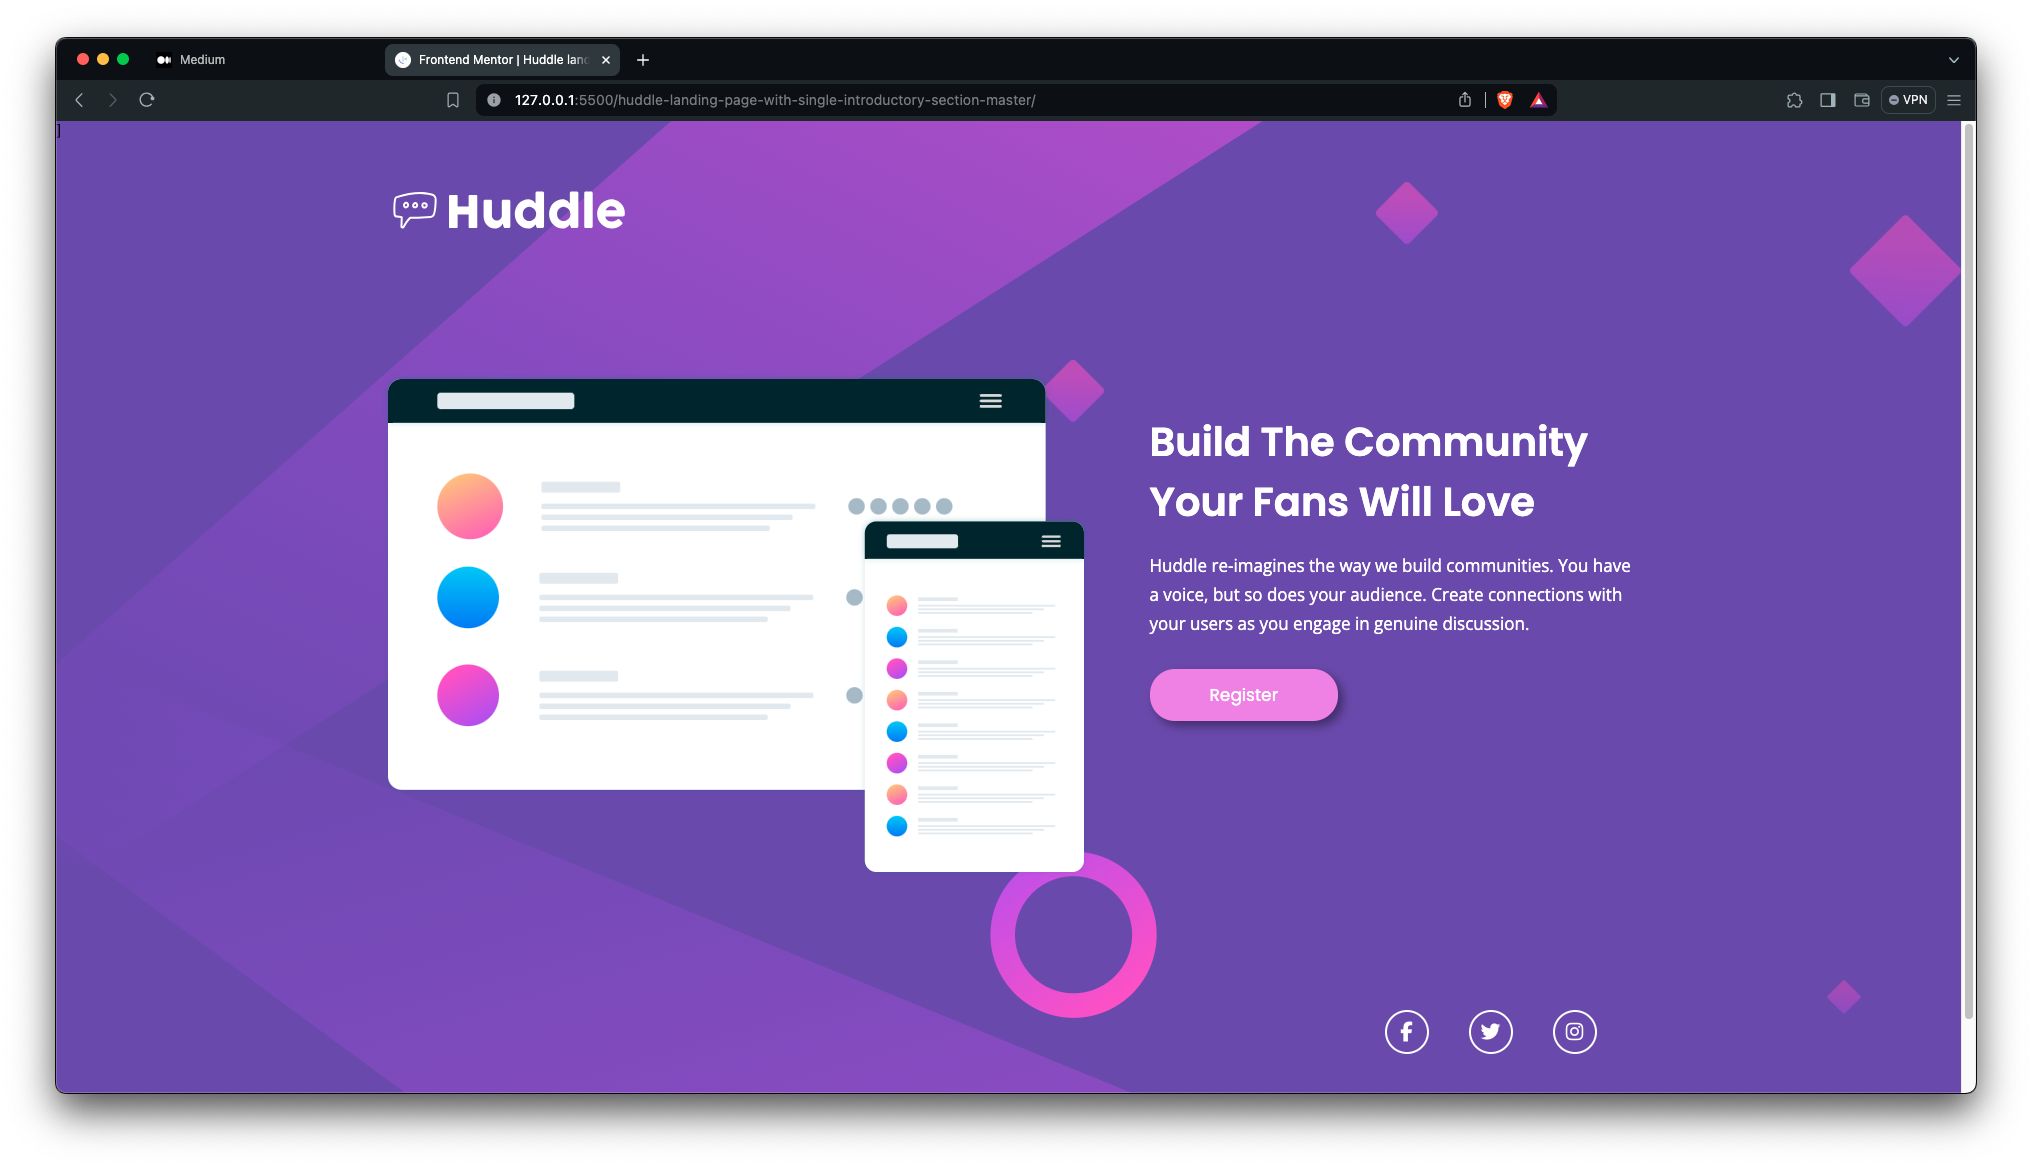 Medium
Frontend Mentor | Huddle lan
127.0.0.1:5500/huddle-landing-page-with-single-introductory-section-master/
VPN
]
Huddle
Build The Community
Your Fans Will Love
Huddle re-imagines the way we build communities. You have
a voice, but so does your audience. Create connections with
your users as you engage in genuine discussion.
Register